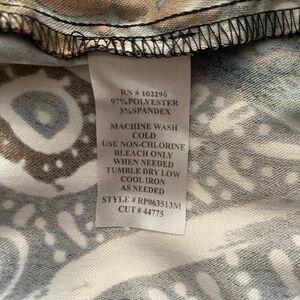 RN # 102296
97%POLYESTER
3%SPANDEX
MACHINE WASH
COLD
USE NON-CHLORINE
BLEACH ONLY
WHEN NEEDED
TUMBLE DRY LOW
COOL IRON
AS NEEDED
STYLE # RP063513M
CUT # 44775